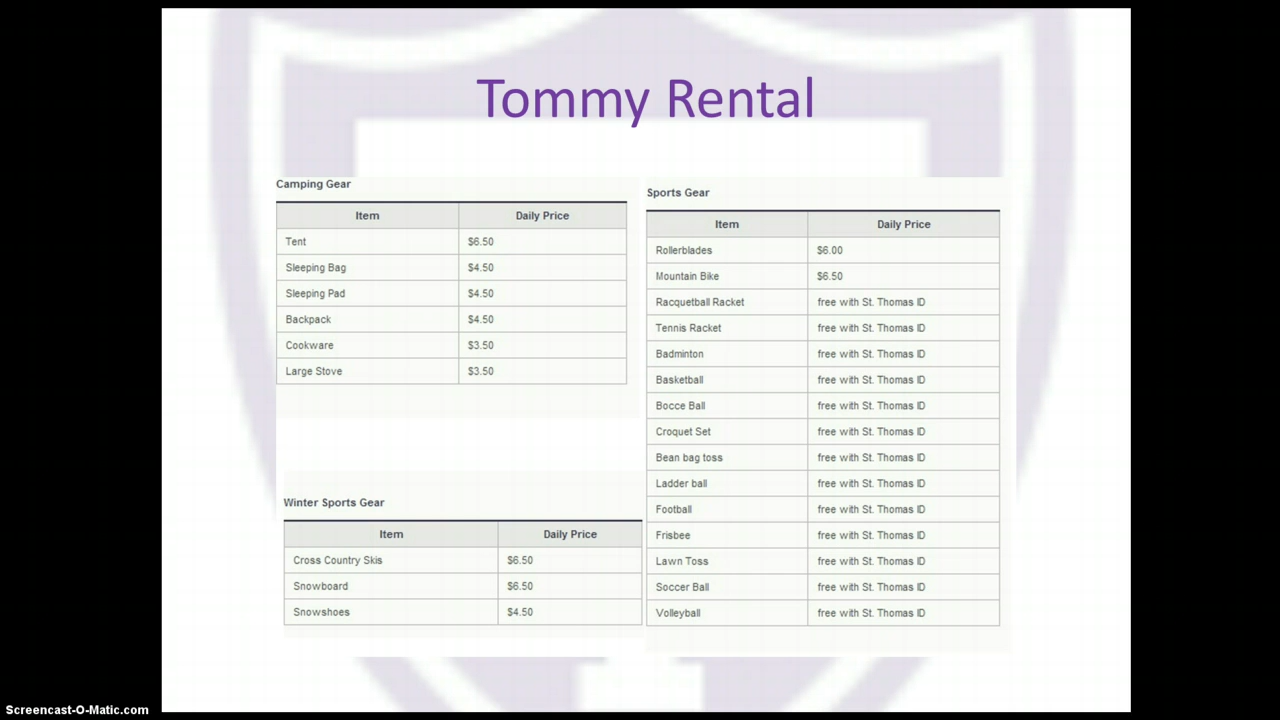 Tommy Rental
Camping Gear
Item Daily Price
Tent $6.50
Sleeping Bag $4.50
Sleeping Pad $4.50
Backpack $4.50
Cookware $3.50
Large Stove $3.50
Winter Sports Gear
Item Daily Price
Cross Country Skis $6.50
Snowboard $6.50
Snowshoes $4.50
Sports Gear
Item Daily Price
Rollerblades $6.00
Mountain Bike $6.50
Racquetball Racket free with St. Thomas ID
Tennis Racket free with St. Thomas ID
Badminton free with St. Thomas ID
Basketball free with St. Thomas ID
Bocce Ball free with St. Thomas ID
Croquet Set free with St. Thomas ID
Bean bag toss free with St. Thomas ID
Ladder ball free with St. Thomas ID
Football free with St. Thomas ID
Frisbee free with St. Thomas ID
Lawn Toss free with St. Thomas ID
Soccer Ball free with St. Thomas ID
Volleyball free with St. Thomas ID
Screencast-O-Matic.com